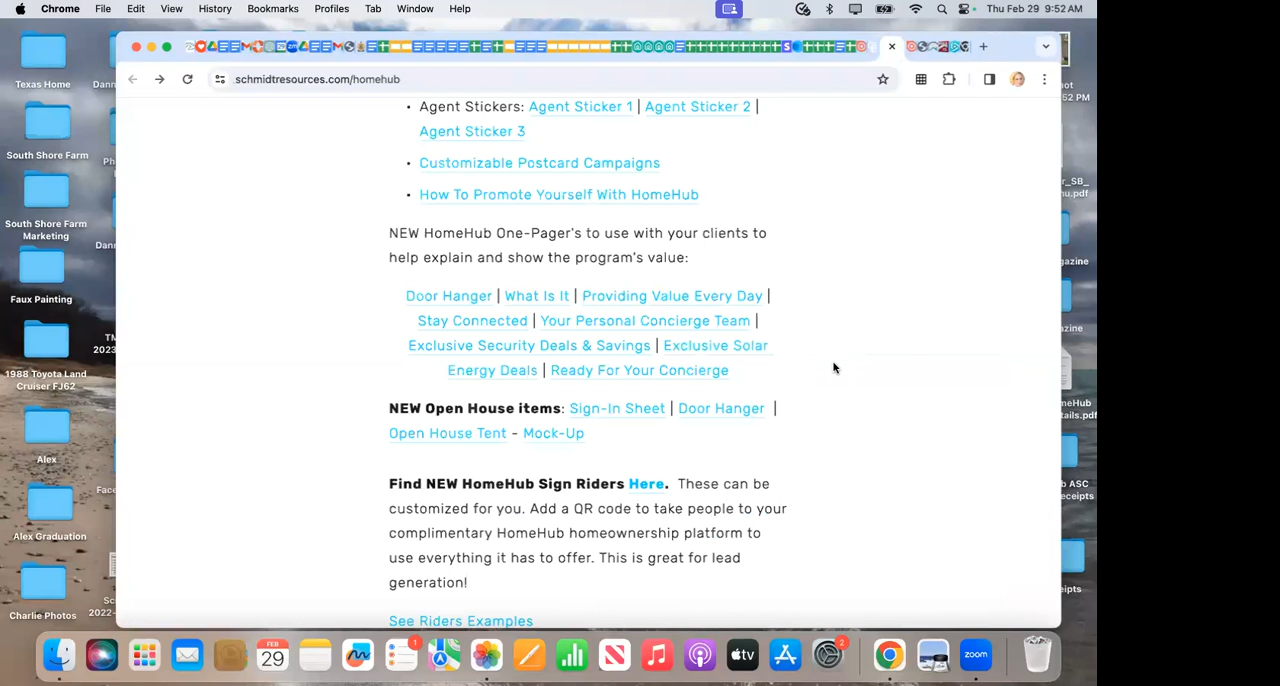 Chrome File Edit View History Bookmarks Profiles Tab Window Help Thu Feb 29 9:52 AM
schmidtresources.com/homehub
• Agent Stickers: Agent Sticker 1 | Agent Sticker 2 |
Agent Sticker 3
• Customizable Postcard Campaigns
• How To Promote Yourself With HomeHub
NEW HomeHub One-Pager's to use with your clients to
help explain and show the program's value:
Door Hanger | What Is It | Providing Value Every Day |
Stay Connected | Your Personal Concierge Team |
Exclusive Security Deals & Savings | Exclusive Solar
Energy Deals | Ready For Your Concierge
NEW Open House items: Sign-In Sheet | Door Hanger |
Open House Tent - Mock-Up
Find NEW HomeHub Sign Riders Here. These can be
customized for you. Add a QR code to take people to your
complimentary HomeHub homeownership platform to
use everything it has to offer. This is great for lead
generation!
See Riders Examples
Texas Home
South Shore Farm
South Shore Farm
Marketing
Faux Painting
1988 Toyota Land
Cruiser FJ62
Alex
Alex Graduation
Charlie Photos
FEB
29
1
2
tv
zoom